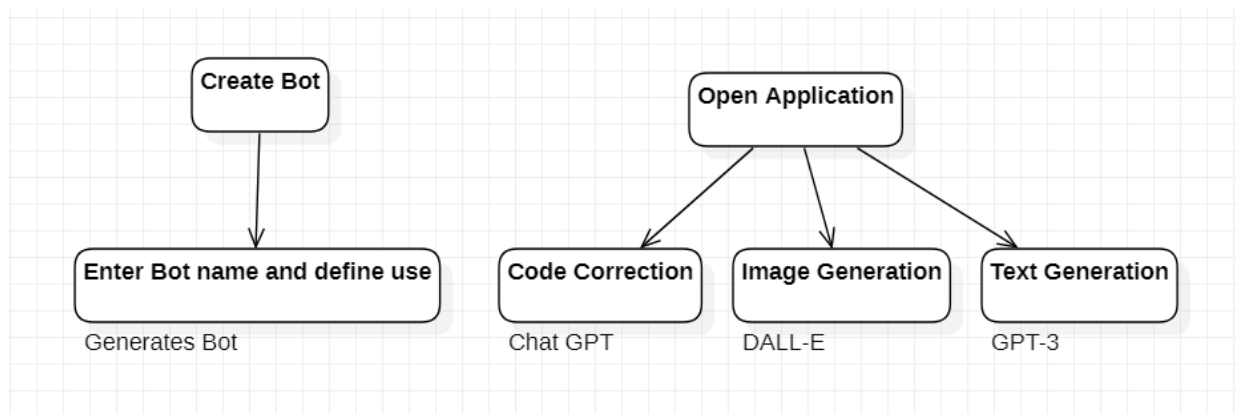 Create Bot
Open Application
Enter Bot name and define use
Code Correction
Image Generation
Text Generation
Generates Bot
Chat GPT
DALL-E
GPT-3